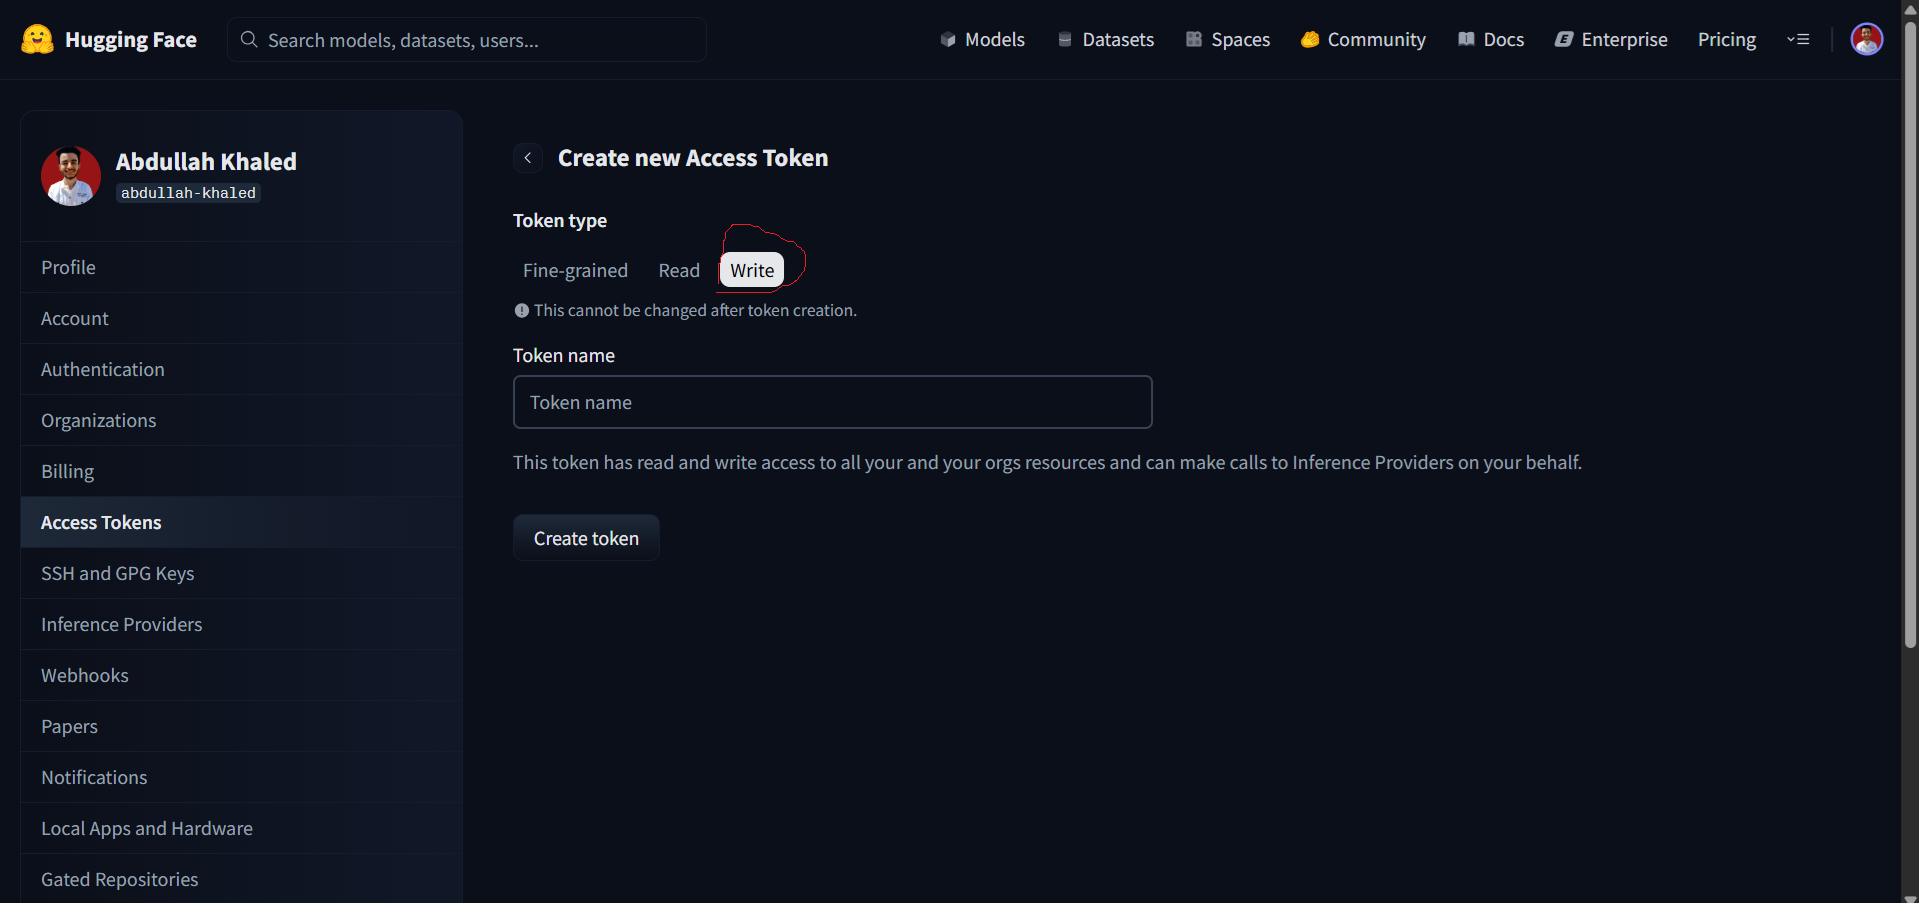 Hugging Face
Search models, datasets, users...
Models
Datasets
Spaces
Community
Docs
Enterprise
Pricing
Abdullah Khaled
abdullah-khaled
Profile
Account
Authentication
Organizations
Billing
Access Tokens
SSH and GPG Keys
Inference Providers
Webhooks
Papers
Notifications
Local Apps and Hardware
Gated Repositories
Create new Access Token
Token type
Fine-grained Read Write
This cannot be changed after token creation.
Token name
Token name
This token has read and write access to all your and your orgs resources and can make calls to Inference Providers on your behalf.
Create token